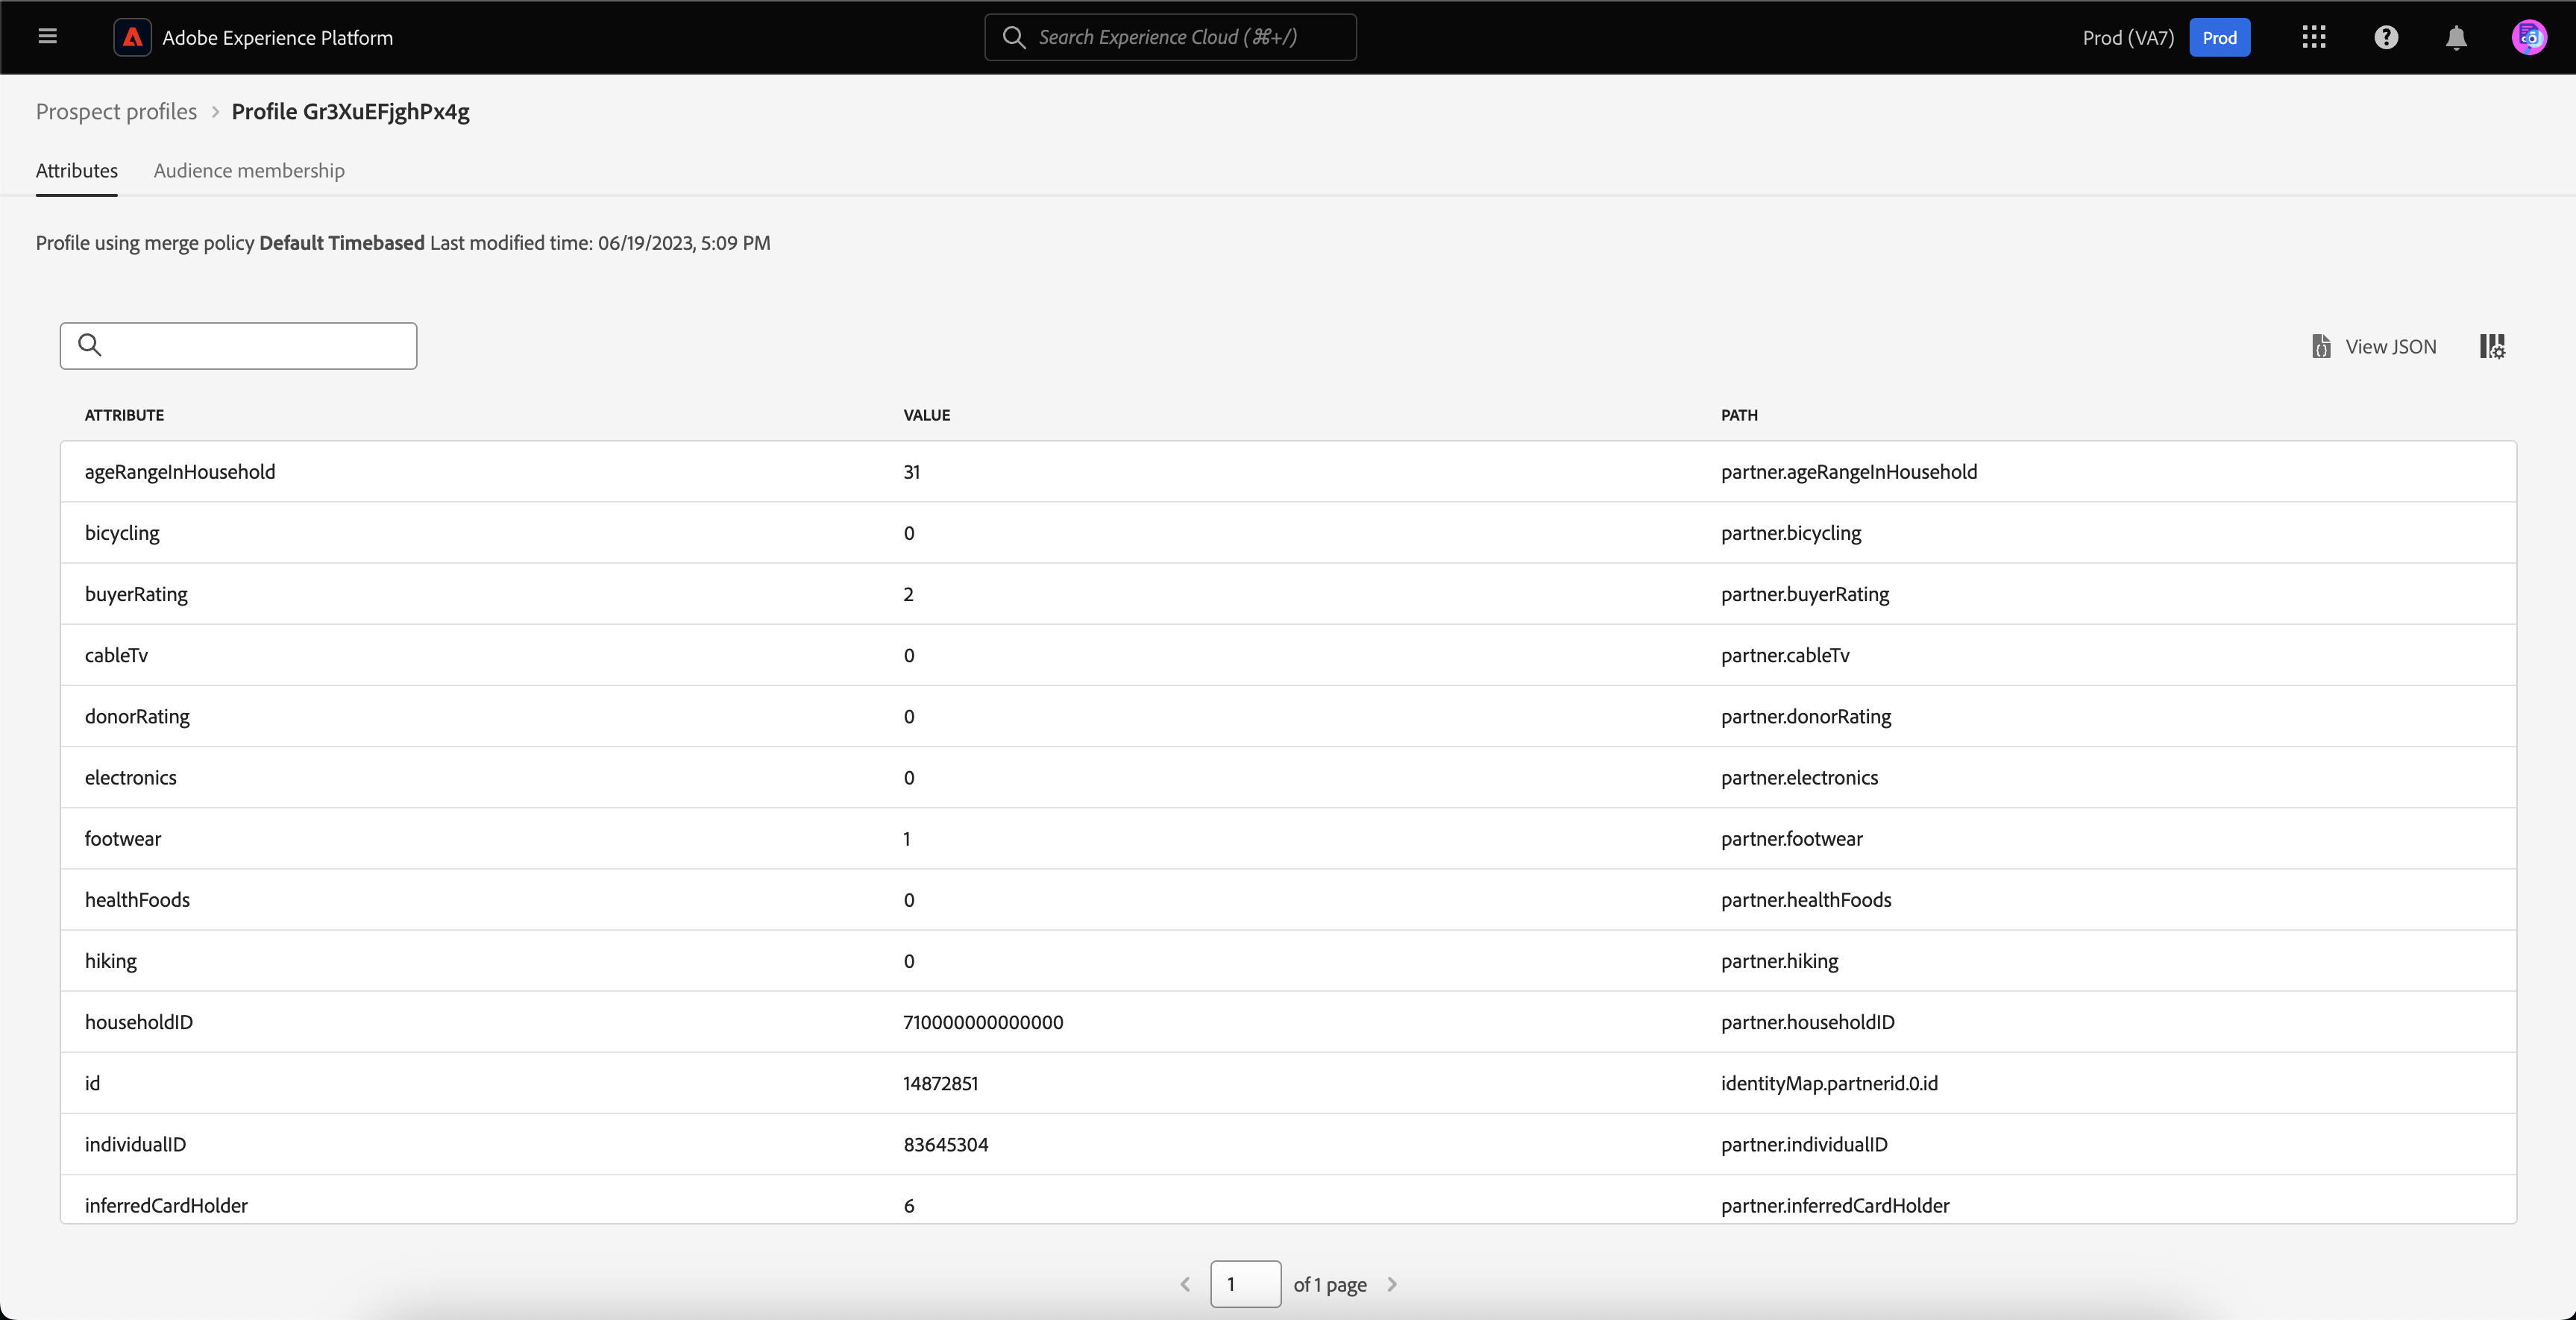 Adobe Experience Platform
Search Experience Cloud (⌘+/)
Prod (VA7) Prod
Prospect profiles > Profile Gr3XuEFjghPx4g
Attributes Audience membership
Profile using merge policy Default Timebased Last modified time: 06/19/2023, 5:09 PM
View JSON
ATTRIBUTE VALUE PATH
ageRangeInHousehold 31 partner.ageRangeInHousehold
bicycling 0 partner.bicycling
buyerRating 2 partner.buyerRating
cableTv 0 partner.cableTv
donorRating 0 partner.donorRating
electronics 0 partner.electronics
footwear 1 partner.footwear
healthFoods 0 partner.healthFoods
hiking 0 partner.hiking
householdID 710000000000000 partner.householdID
id 14872851 identityMap.partnerid.0.id
individualID 83645304 partner.individualID
inferredCardHolder 6 partner.inferredCardHolder
1 of 1 page